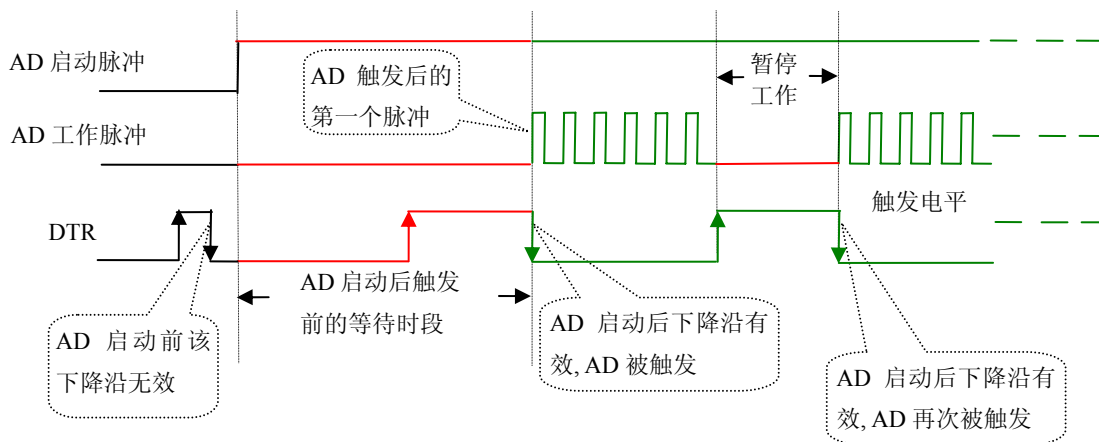 AD 启动脉冲
AD 触发后的
第一个脉冲
暂停
工作
AD 工作脉冲
触发电平
DTR
AD 启动后触发
前的等待时段
AD 启动前该
下降沿无效
AD 启动后下降沿有
效, AD 被触发
AD 启动后下降沿有
效, AD 再次被触发